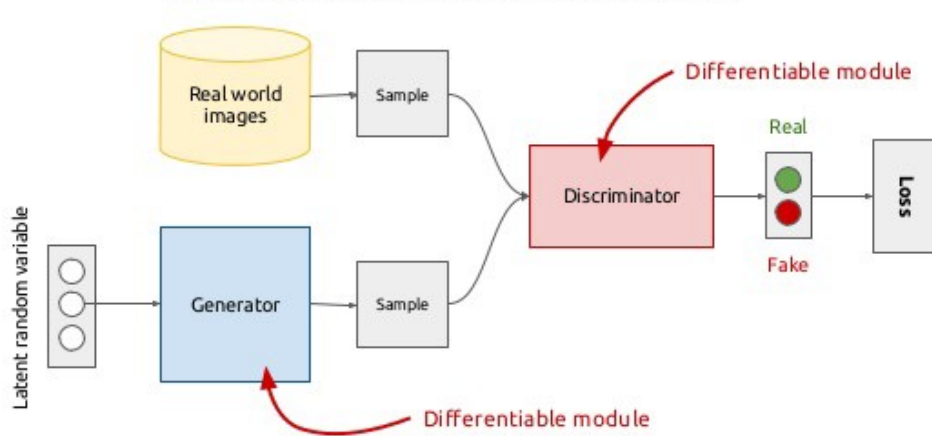 Real world
images
Sample
Differentiable module
Real
Discriminator
Loss
Fake
Latent random variable
Generator
Sample
Differentiable module